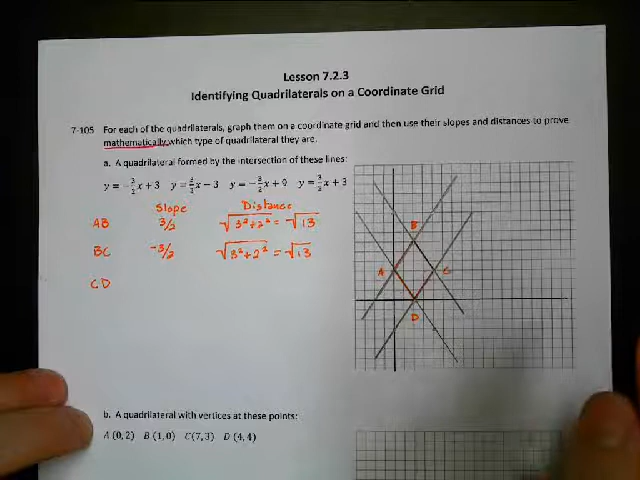 Lesson 7.2.3
Identifying Quadrilaterals on a Coordinate Grid
7-105 For each of the quadrilaterals, graph them on a coordinate grid and then use their slopes and distances to prove
mathematically which type of quadrilateral they are.
a. A quadrilateral formed by the intersection of these lines:
y = -3/2x + 3 y = 3/2x - 3 y = -3/2x + 9 y = 3/2x + 3
Slope Distance
AB 3/2 √3²+2² = √13
BC -3/2 √3²+2² = √13
CD
B
A C
D
b. A quadrilateral with vertices at these points:
A (0, 2) B (1, 0) C(7, 3) D (4, 4)